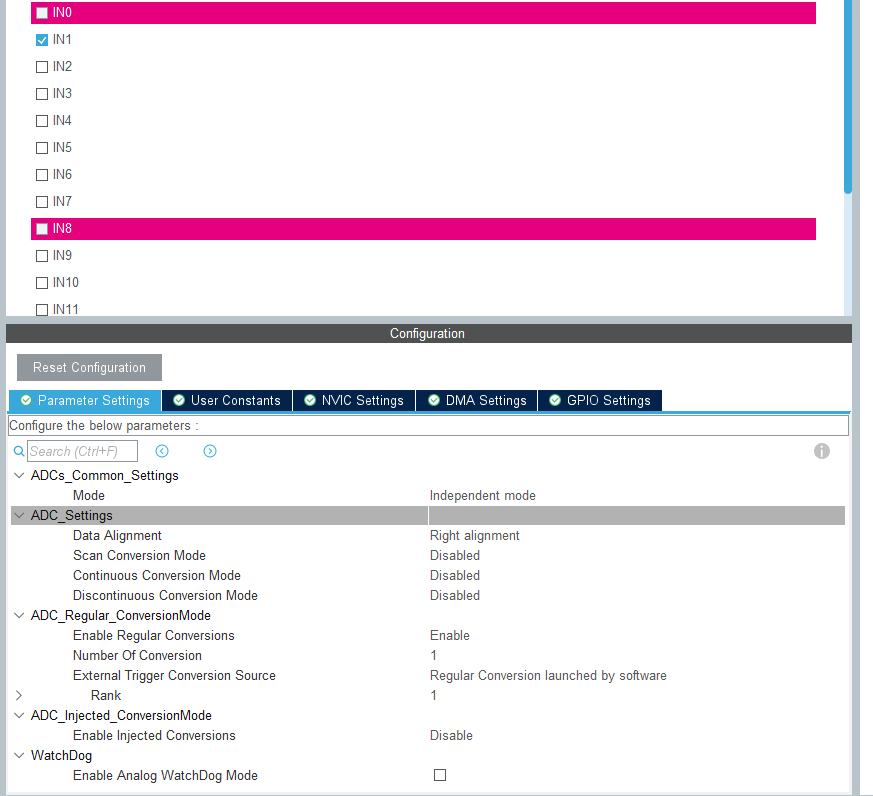 IN0
IN1
IN2
IN3
IN4
IN5
IN6
IN7
IN8
IN9
IN10
IN11
Configuration
Reset Configuration
Parameter Settings User Constants NVIC Settings DMA Settings GPIO Settings
Configure the below parameters :
Search (Ctrl+F)
ADCs_Common_Settings
Mode Independent mode
ADC_Settings
Data Alignment Right alignment
Scan Conversion Mode Disabled
Continuous Conversion Mode Disabled
Discontinuous Conversion Mode Disabled
ADC_Regular_ConversionMode
Enable Regular Conversions Enable
Number Of Conversion 1
External Trigger Conversion Source Regular Conversion launched by software
Rank 1
ADC_Injected_ConversionMode
Enable Injected Conversions Disable
WatchDog
Enable Analog WatchDog Mode